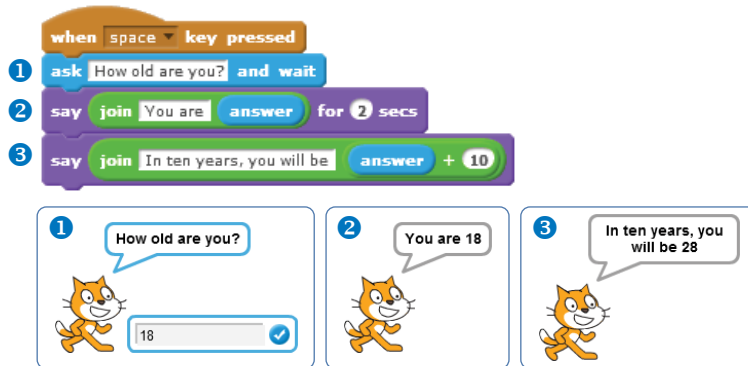 when space key pressed
1 ask How old are you? and wait
2 say join You are answer for 2 secs
3 say join In ten years, you will be answer + 10
1
How old are you?
18
2
You are 18
3
In ten years, you
will be 28